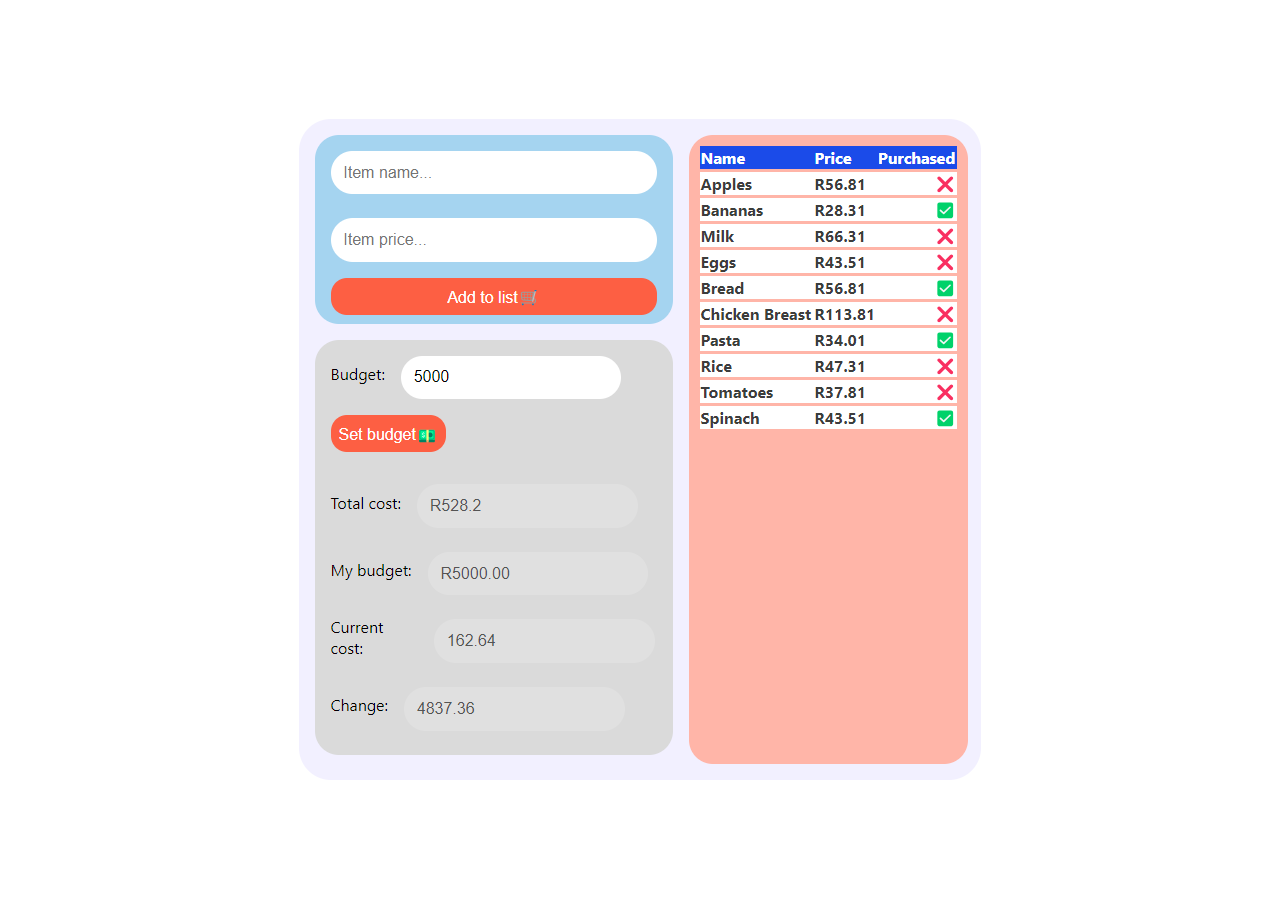 Item name...
Item price...
Add to list🛒
Budget: 5000
Set budget💵
Total cost: R528.2
My budget: R5000.00
Current
cost: 162.64
Change: 4837.36
Name Price Purchased
Apples R56.81 ❌
Bananas R28.31 ✅
Milk R66.31 ❌
Eggs R43.51 ❌
Bread R56.81 ✅
Chicken Breast R113.81 ❌
Pasta R34.01 ✅
Rice R47.31 ❌
Tomatoes R37.81 ❌
Spinach R43.51 ✅